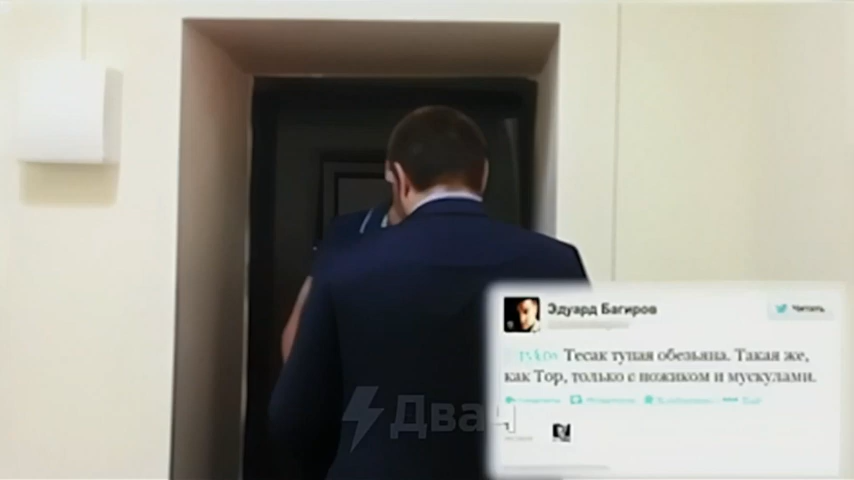 Эдуард Багиров
Читать
Тесак тупая обезьяна. Такая же,
как Тор, только с ножиком и мускулами.
Двач